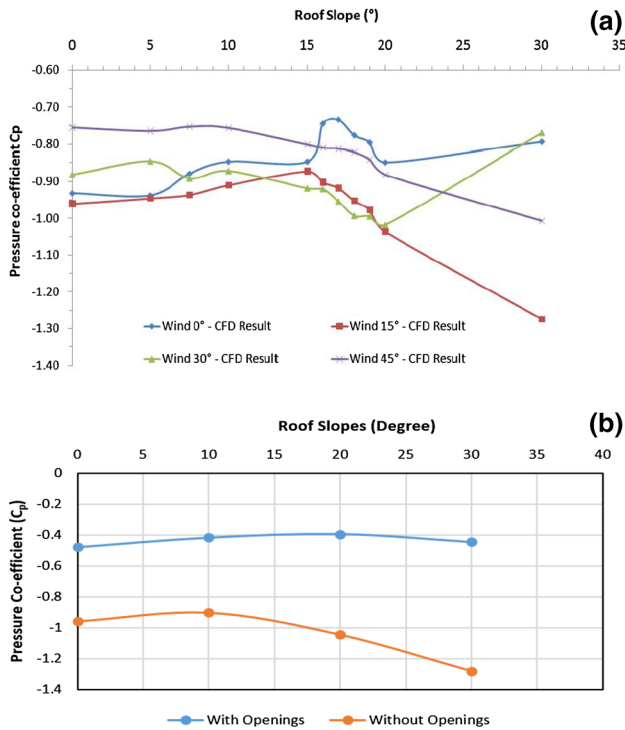 Roof Slope (°)
(a)
0 5 10 15 20 25 30 35
-0.60
-0.70
-0.80
-0.90
-1.00
-1.10
-1.20
-1.30
-1.40
Pressure co-efficient Cp
Wind 0° - CFD Result
Wind 15° - CFD Result
Wind 30° - CFD Result
Wind 45° - CFD Result
(b)
Roof Slopes (Degree)
0 5 10 15 20 25 30 35 40
0
-0.2
-0.4
-0.6
-0.8
-1
-1.2
-1.4
Pressure Co-efficient (Cp)
With Openings
Without Openings